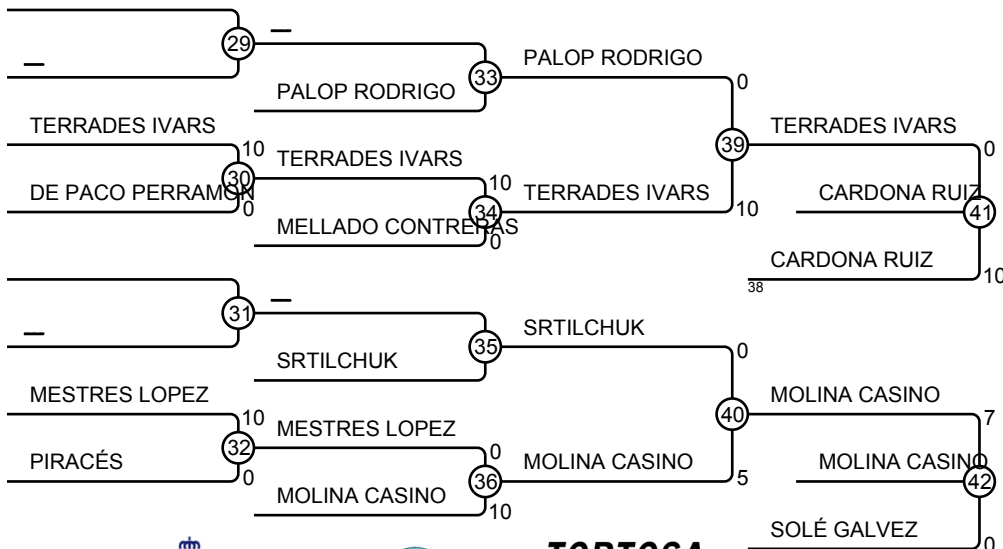 29
—
—
33
PALOP RODRIGO
PALOP RODRIGO
0
TERRADES IVARS
10
30
DE PACO PERRAMON
0
TERRADES IVARS
10
34
MELLADO CONTRERAS
0
TERRADES IVARS
10
39
TERRADES IVARS
0
CARDONA RUIZ
41
CARDONA RUIZ
38
10
31
—
—
35
SRTILCHUK
SRTILCHUK
0
MESTRES LOPEZ
10
32
PIRACÉS
0
MESTRES LOPEZ
0
36
MOLINA CASINO
10
MOLINA CASINO
5
40
MOLINA CASINO
7
MOLINA CASINO
42
SOLÉ GALVEZ
0
TORTOSA